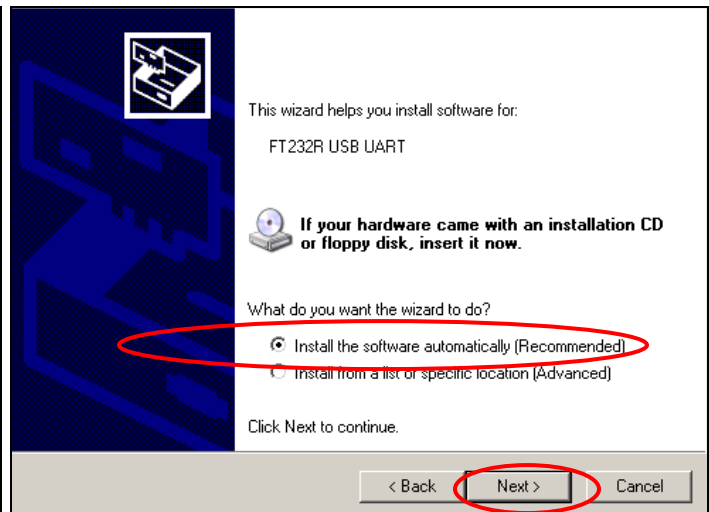 This wizard helps you install software for:
FT232R USB UART
If your hardware came with an installation CD
or floppy disk, insert it now.
What do you want the wizard to do?
Install the software automatically (Recommended)
Install from a list or specific location (Advanced)
Click Next to continue.
< Back
Next >
Cancel